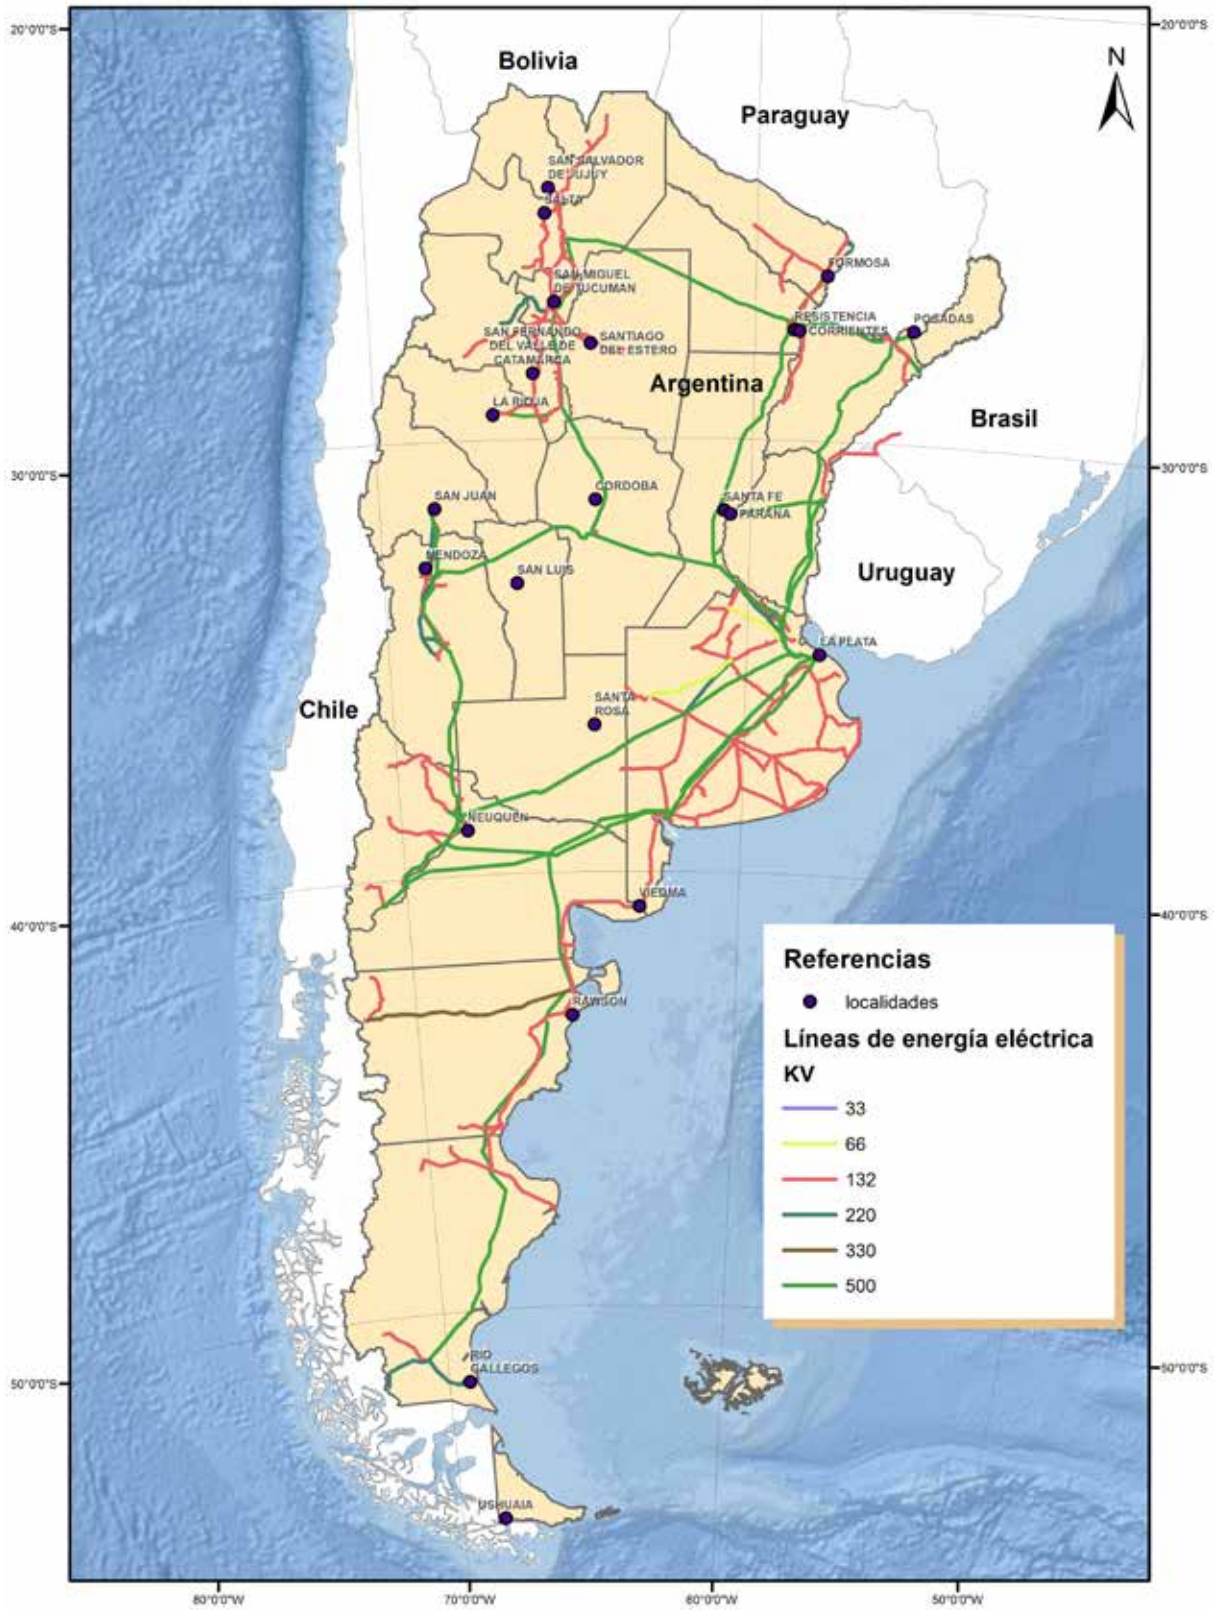 20°0'0"S
20°0'0"S
N
Bolivia
Paraguay
SAN SALVADOR
DE JUJUY
SALTA
FORMOSA
SAN MIGUEL
DE TUCUMAN
RESISTENCIA
CORRIENTES
POSADAS
SAN FERNANDO
DEL VALLE DE
CATAMARCA
SANTIAGO
DEL ESTERO
Argentina
LA RIOJA
Brasil
30°0'0"S
30°0'0"S
SAN JUAN
CORDOBA
SANTA FE
PARANA
MENDOZA
SAN LUIS
Uruguay
LA PLATA
Chile
SANTA
ROSA
NEUQUEN
VIEDMA
40°0'0"S
40°0'0"S
RAWSON
Referencias
localidades
Líneas de energía eléctrica
KV
33
66
132
220
330
500
RIO
GALLEGOS
50°0'0"S
50°0'0"S
USHUAIA
80°0'0"W
70°0'0"W
60°0'0"W
50°0'0"W